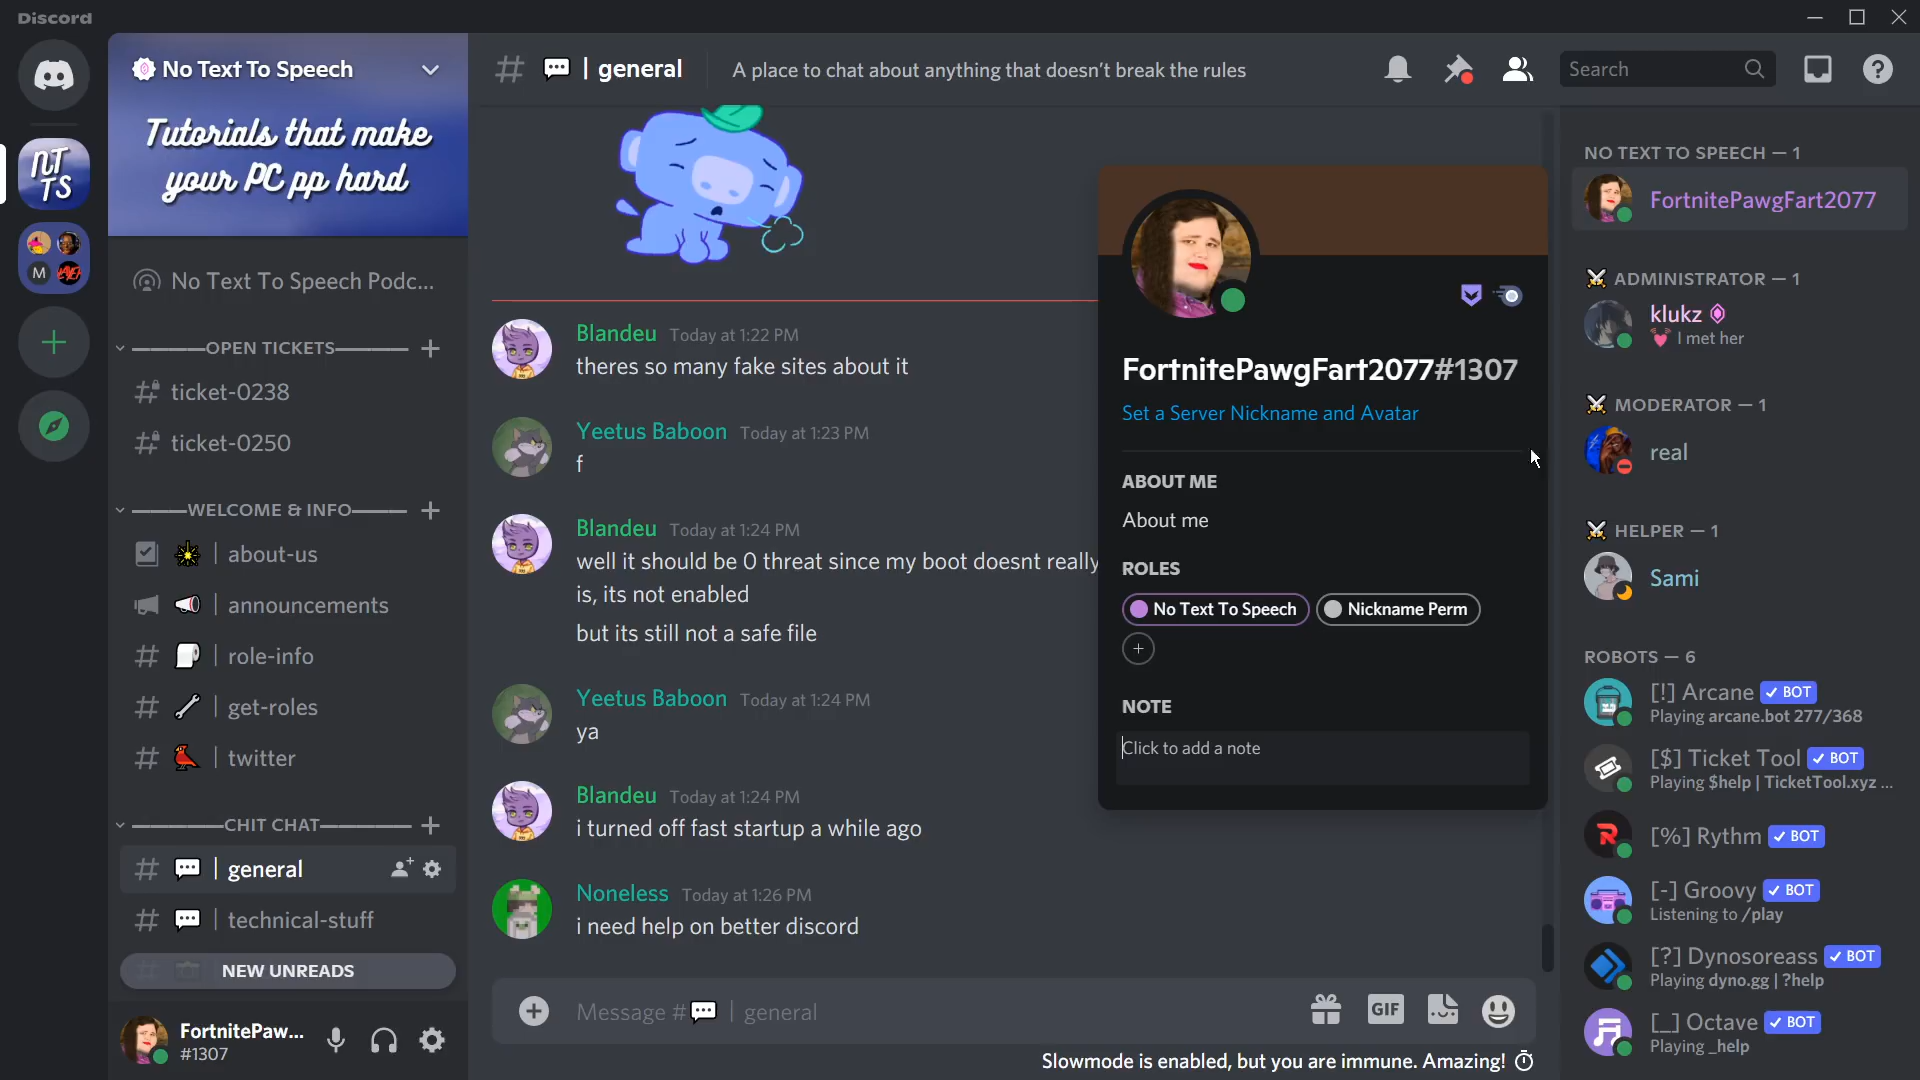 Discord
NT
TS
M
No Text To Speech
Tutorials that make
your PC pp hard
No Text To Speech Podc...
OPEN TICKETS
ticket-0238
ticket-0250
WELCOME & INFO
about-us
announcements
role-info
get-roles
twitter
CHIT CHAT
general
technical-stuff
NEW UNREADS
FortnitePaw...
#1307
| general
A place to chat about anything that doesn't break the rules
Search
Blandeu Today at 1:22 PM
theres so many fake sites about it
Yeetus Baboon Today at 1:23 PM
f
Blandeu Today at 1:24 PM
well it should be 0 threat since my boot doesnt really
is, its not enabled
but its still not a safe file
Yeetus Baboon Today at 1:24 PM
ya
Blandeu Today at 1:24 PM
i turned off fast startup a while ago
Noneless Today at 1:26 PM
i need help on better discord
Message # | general
GIF
Slowmode is enabled, but you are immune. Amazing!
FortnitePawgFart2077#1307
Set a Server Nickname and Avatar
ABOUT ME
About me
ROLES
No Text To Speech
Nickname Perm
NOTE
Click to add a note
NO TEXT TO SPEECH — 1
FortnitePawgFart2077
ADMINISTRATOR — 1
klukz
I met her
MODERATOR — 1
real
HELPER — 1
Sami
ROBOTS — 6
[!] Arcane ✓ BOT
Playing arcane.bot 277/368
[$] Ticket Tool ✓ BOT
Playing $help | TicketTool.xyz ...
[%] Rythm ✓ BOT
[-] Groovy ✓ BOT
Listening to /play
[?] Dynosoreass ✓ BOT
Playing dyno.gg | ?help
[_] Octave ✓ BOT
Playing _help